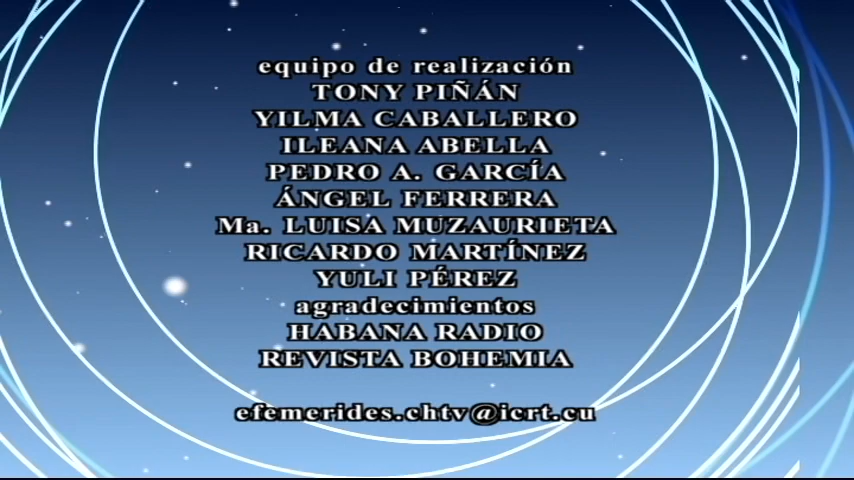 equipo de realización
TONY PIÑÁN
YILMA CABALLERO
ILEANA ABELLA
PEDRO A. GARCÍA
ÁNGEL FERRERA
Ma. LUISA MUZAURIETA
RICARDO MARTÍNEZ
YULI PÉREZ
agradecimientos
HABANA RADIO
REVISTA BOHEMIA
efemerides.chtv@icrt.cu